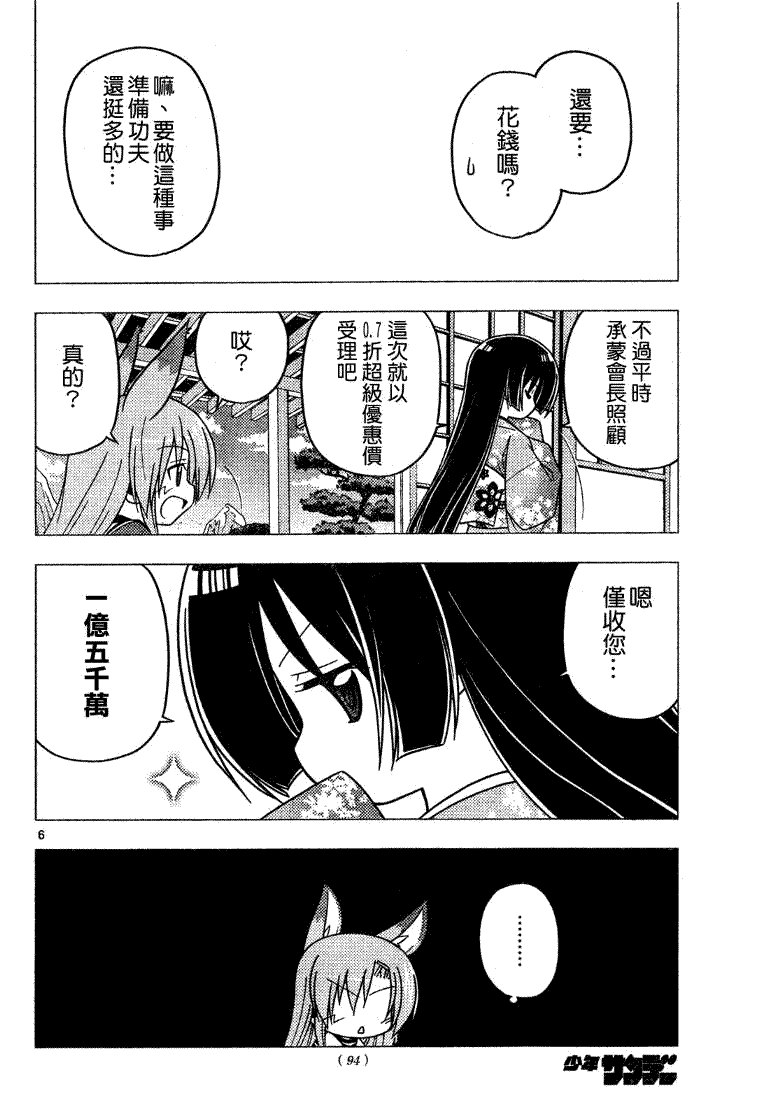 還要…
花錢嗎？
嘛、要做這種事
準備功夫
還挺多的…
不過平時
承蒙會長照顧
這次就以
0.7折超級優惠價
受理吧
哎？
真的？
嗯
僅收您…
一億五千萬
6
………
(94)
少年サンデー